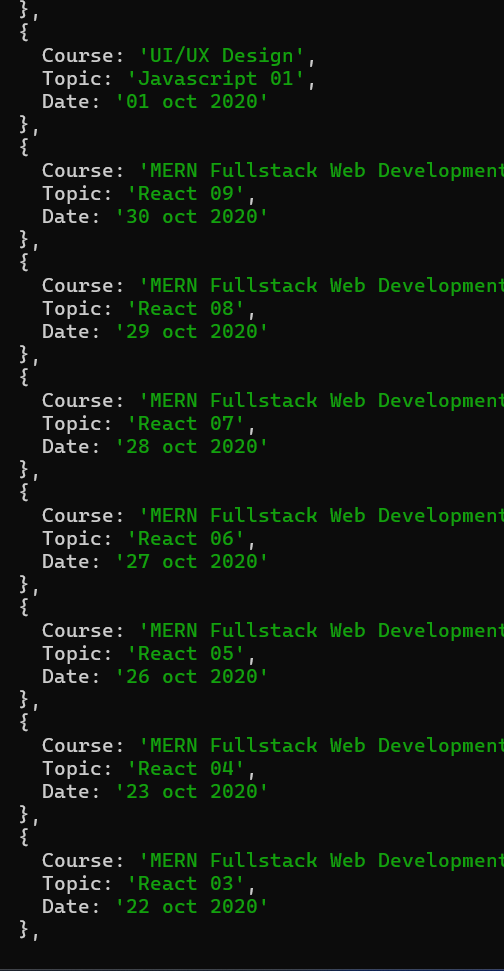 },
{
Course: 'UI/UX Design',
Topic: 'Javascript 01',
Date: '01 oct 2020'
},
{
Course: 'MERN Fullstack Web Development
Topic: 'React 09',
Date: '30 oct 2020'
},
{
Course: 'MERN Fullstack Web Development
Topic: 'React 08',
Date: '29 oct 2020'
},
{
Course: 'MERN Fullstack Web Development
Topic: 'React 07',
Date: '28 oct 2020'
},
{
Course: 'MERN Fullstack Web Development
Topic: 'React 06',
Date: '27 oct 2020'
},
{
Course: 'MERN Fullstack Web Development
Topic: 'React 05',
Date: '26 oct 2020'
},
{
Course: 'MERN Fullstack Web Development
Topic: 'React 04',
Date: '23 oct 2020'
},
{
Course: 'MERN Fullstack Web Development
Topic: 'React 03',
Date: '22 oct 2020'
},